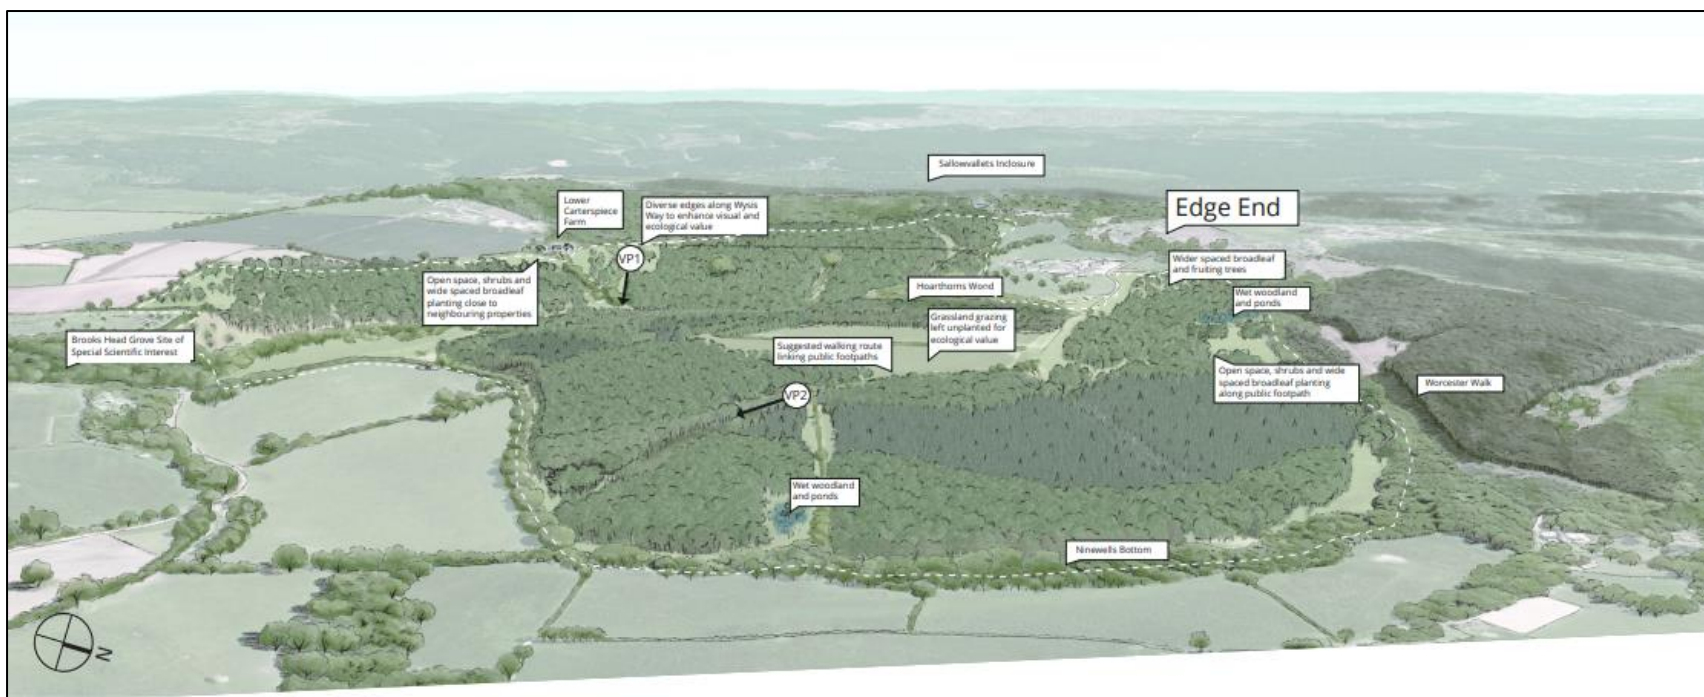 Sallowvallets Inclosure
Edge End
Lower
Carterspiece
Farm
Diverse edges along Wysis
Way to enhance visual and
ecological value
VP1
Wider spaced broadleaf
and fruiting trees
Open space, shrubs and
wide spaced broadleaf
planting close to
neighbouring properties
Hoarthorns Wond
Wet woodland
and ponds
Brooks Head Grove Site of
Special Scientific Interest
Suggested walking route
linking public footpaths
Grassland grazing
left unplanted for
ecological value
Open space, shrubs and wide
spaced broadleaf planting
along public footpath
Worcester Walk
VP2
Wet woodland
and ponds
Ninewells Bottom
N